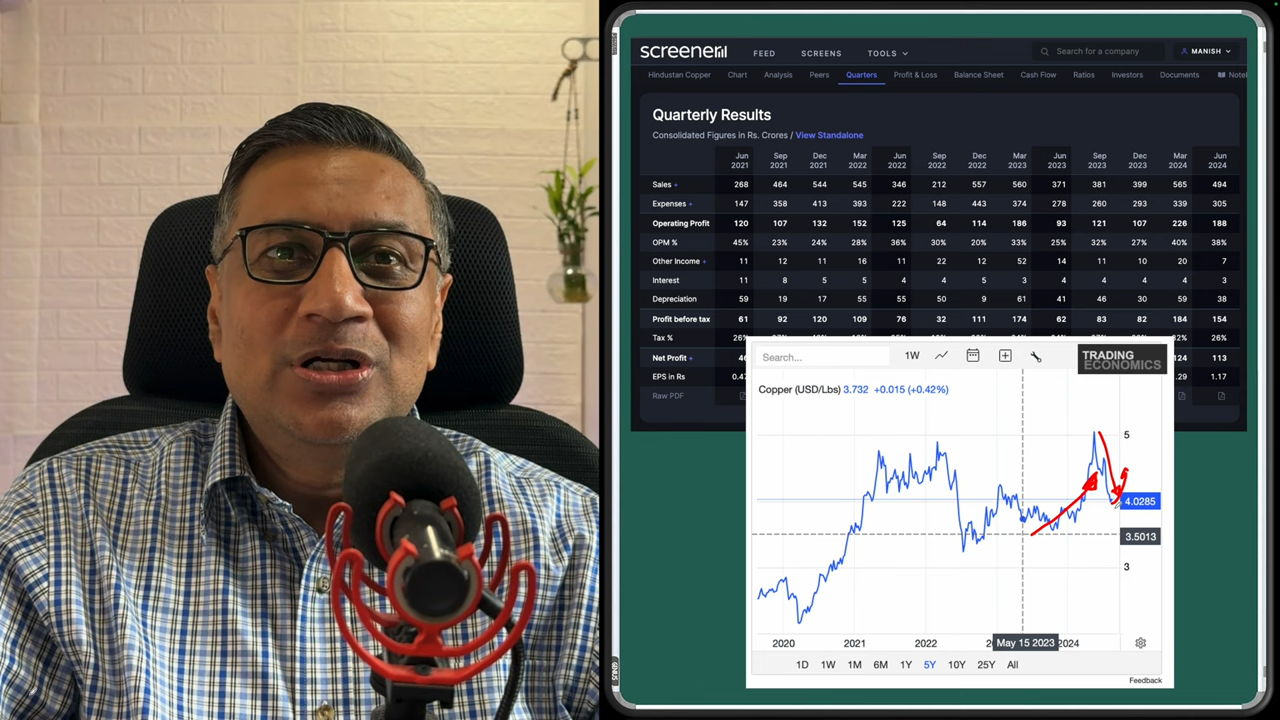 screener
FEED
SCREENS
TOOLS
Search for a company
MANISH
Hindustan Copper Chart Analysis Peers Quarters Profit & Loss Balance Sheet Cash Flow Ratios Investors Documents
Quarterly Results
Consolidated Figures in Rs. Crores / View Standalone
Jun 2021 Sep 2021 Dec 2021 Mar 2022 Jun 2022 Sep 2022 Dec 2022 Mar 2023 Jun 2023 Sep 2023 Dec 2023 Mar 2024 Jun 2024
Sales + 268 464 544 545 346 212 557 560 371 381 399 565 494
Expenses + 147 358 413 393 222 148 443 374 278 260 293 339 305
Operating Profit 120 107 132 152 125 64 114 186 93 121 107 226 188
OPM % 45% 23% 24% 28% 36% 30% 20% 33% 25% 32% 27% 40% 38%
Other Income + 11 12 11 16 11 22 12 52 14 11 10 20 7
Interest 11 8 5 5 4 4 5 3 4 4 4 4 3
Depreciation 59 19 17 55 55 50 9 61 41 46 30 59 38
Profit before tax 61 92 120 109 76 32 111 174 62 83 82 184 154
Tax % 26% 26%
Net Profit + 124 113
EPS in Rs 1.17
Raw PDF
Search...
1W
TRADING
ECONOMICS
Copper (USD/Lbs) 3.732 +0.015 (+0.42%)
5
4.0285
3.5013
3
2020 2021 2022 May 15 2023 2024
1D 1W 1M 6M 1Y 5Y 10Y 25Y All
Feedback